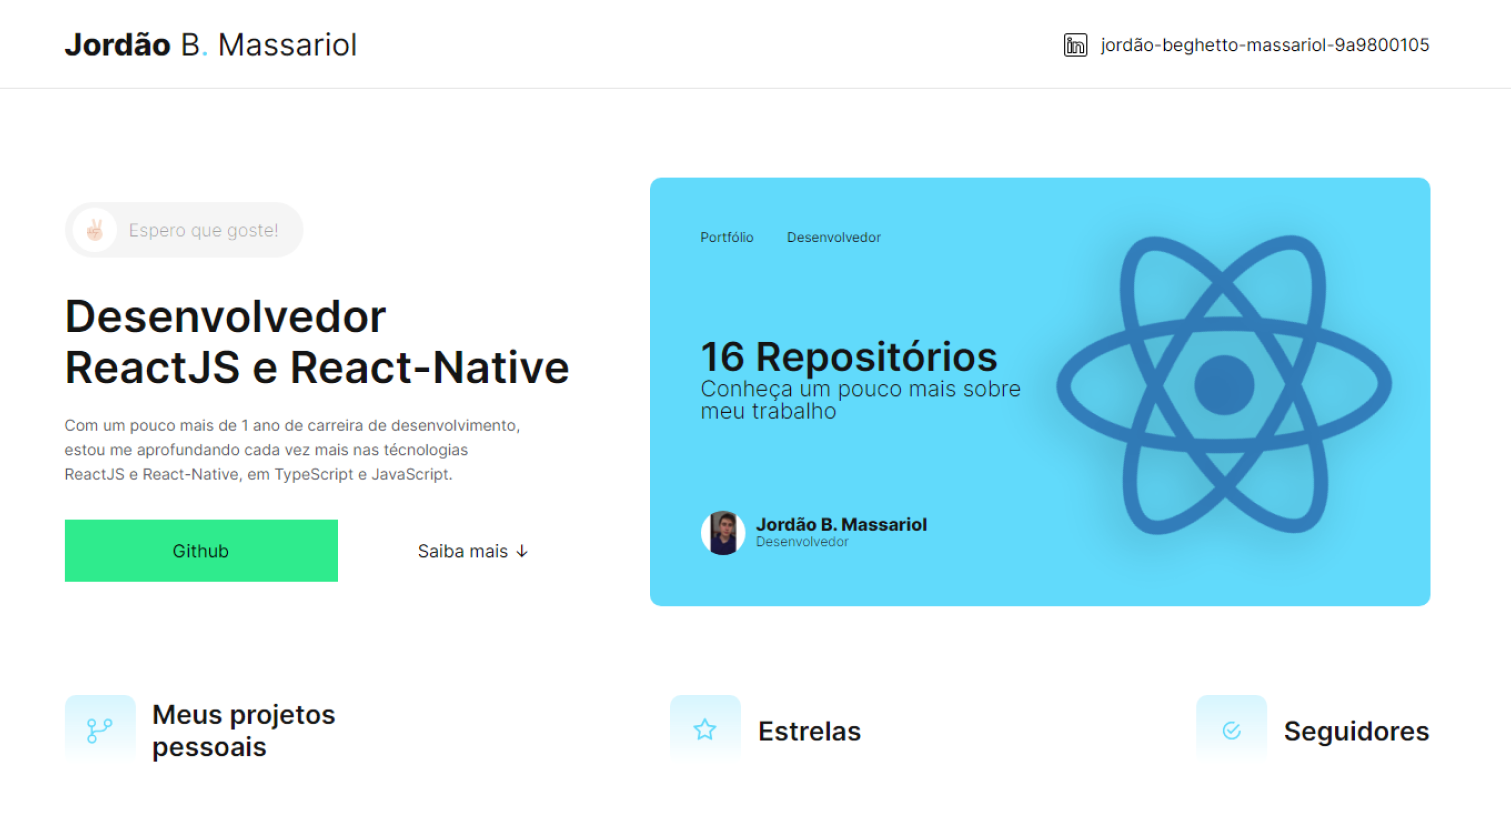 Jordão B. Massariol
jordão-beghetto-massariol-9a9800105
Espero que goste!
Desenvolvedor
ReactJS e React-Native
Com um pouco mais de 1 ano de carreira de desenvolvimento,
estou me aprofundando cada vez mais nas técnologias
ReactJS e React-Native, em TypeScript e JavaScript.
Github
Saiba mais ↓
Portfólio
Desenvolvedor
16 Repositórios
Conheça um pouco mais sobre
meu trabalho
Jordão B. Massariol
Desenvolvedor
Meus projetos
pessoais
Estrelas
Seguidores